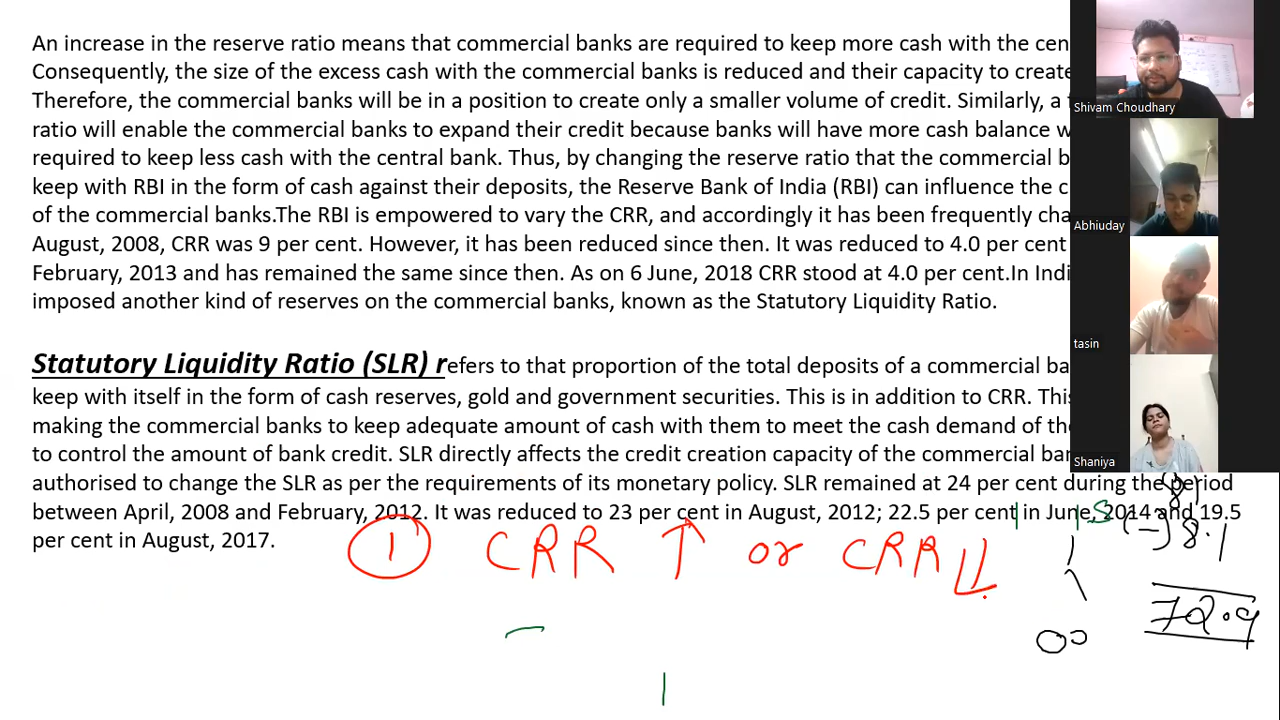 An increase in the reserve ratio means that commercial banks are required to keep more cash with the cen
Consequently, the size of the excess cash with the commercial banks is reduced and their capacity to create
Therefore, the commercial banks will be in a position to create only a smaller volume of credit. Similarly, a
ratio will enable the commercial banks to expand their credit because banks will have more cash balance w
required to keep less cash with the central bank. Thus, by changing the reserve ratio that the commercial b
keep with RBI in the form of cash against their deposits, the Reserve Bank of India (RBI) can influence the c
of the commercial banks.The RBI is empowered to vary the CRR, and accordingly it has been frequently cha
August, 2008, CRR was 9 per cent. However, it has been reduced since then. It was reduced to 4.0 per cent
February, 2013 and has remained the same since then. As on 6 June, 2018 CRR stood at 4.0 per cent.In Indi
imposed another kind of reserves on the commercial banks, known as the Statutory Liquidity Ratio.
Statutory Liquidity Ratio (SLR) refers to that proportion of the total deposits of a commercial ba
keep with itself in the form of cash reserves, gold and government securities. This is in addition to CRR. This
making the commercial banks to keep adequate amount of cash with them to meet the cash demand of the
to control the amount of bank credit. SLR directly affects the credit creation capacity of the commercial ban
authorised to change the SLR as per the requirements of its monetary policy. SLR remained at 24 per cent during the period
between April, 2008 and February, 2012. It was reduced to 23 per cent in August, 2012; 22.5 per cent in June, 2014 and 19.5
per cent in August, 2017.
1 CRR ↑ or CRR ↓
(-) 8.1
72.9
Shivam Choudhary
Abhiuday
tasin
Shaniya